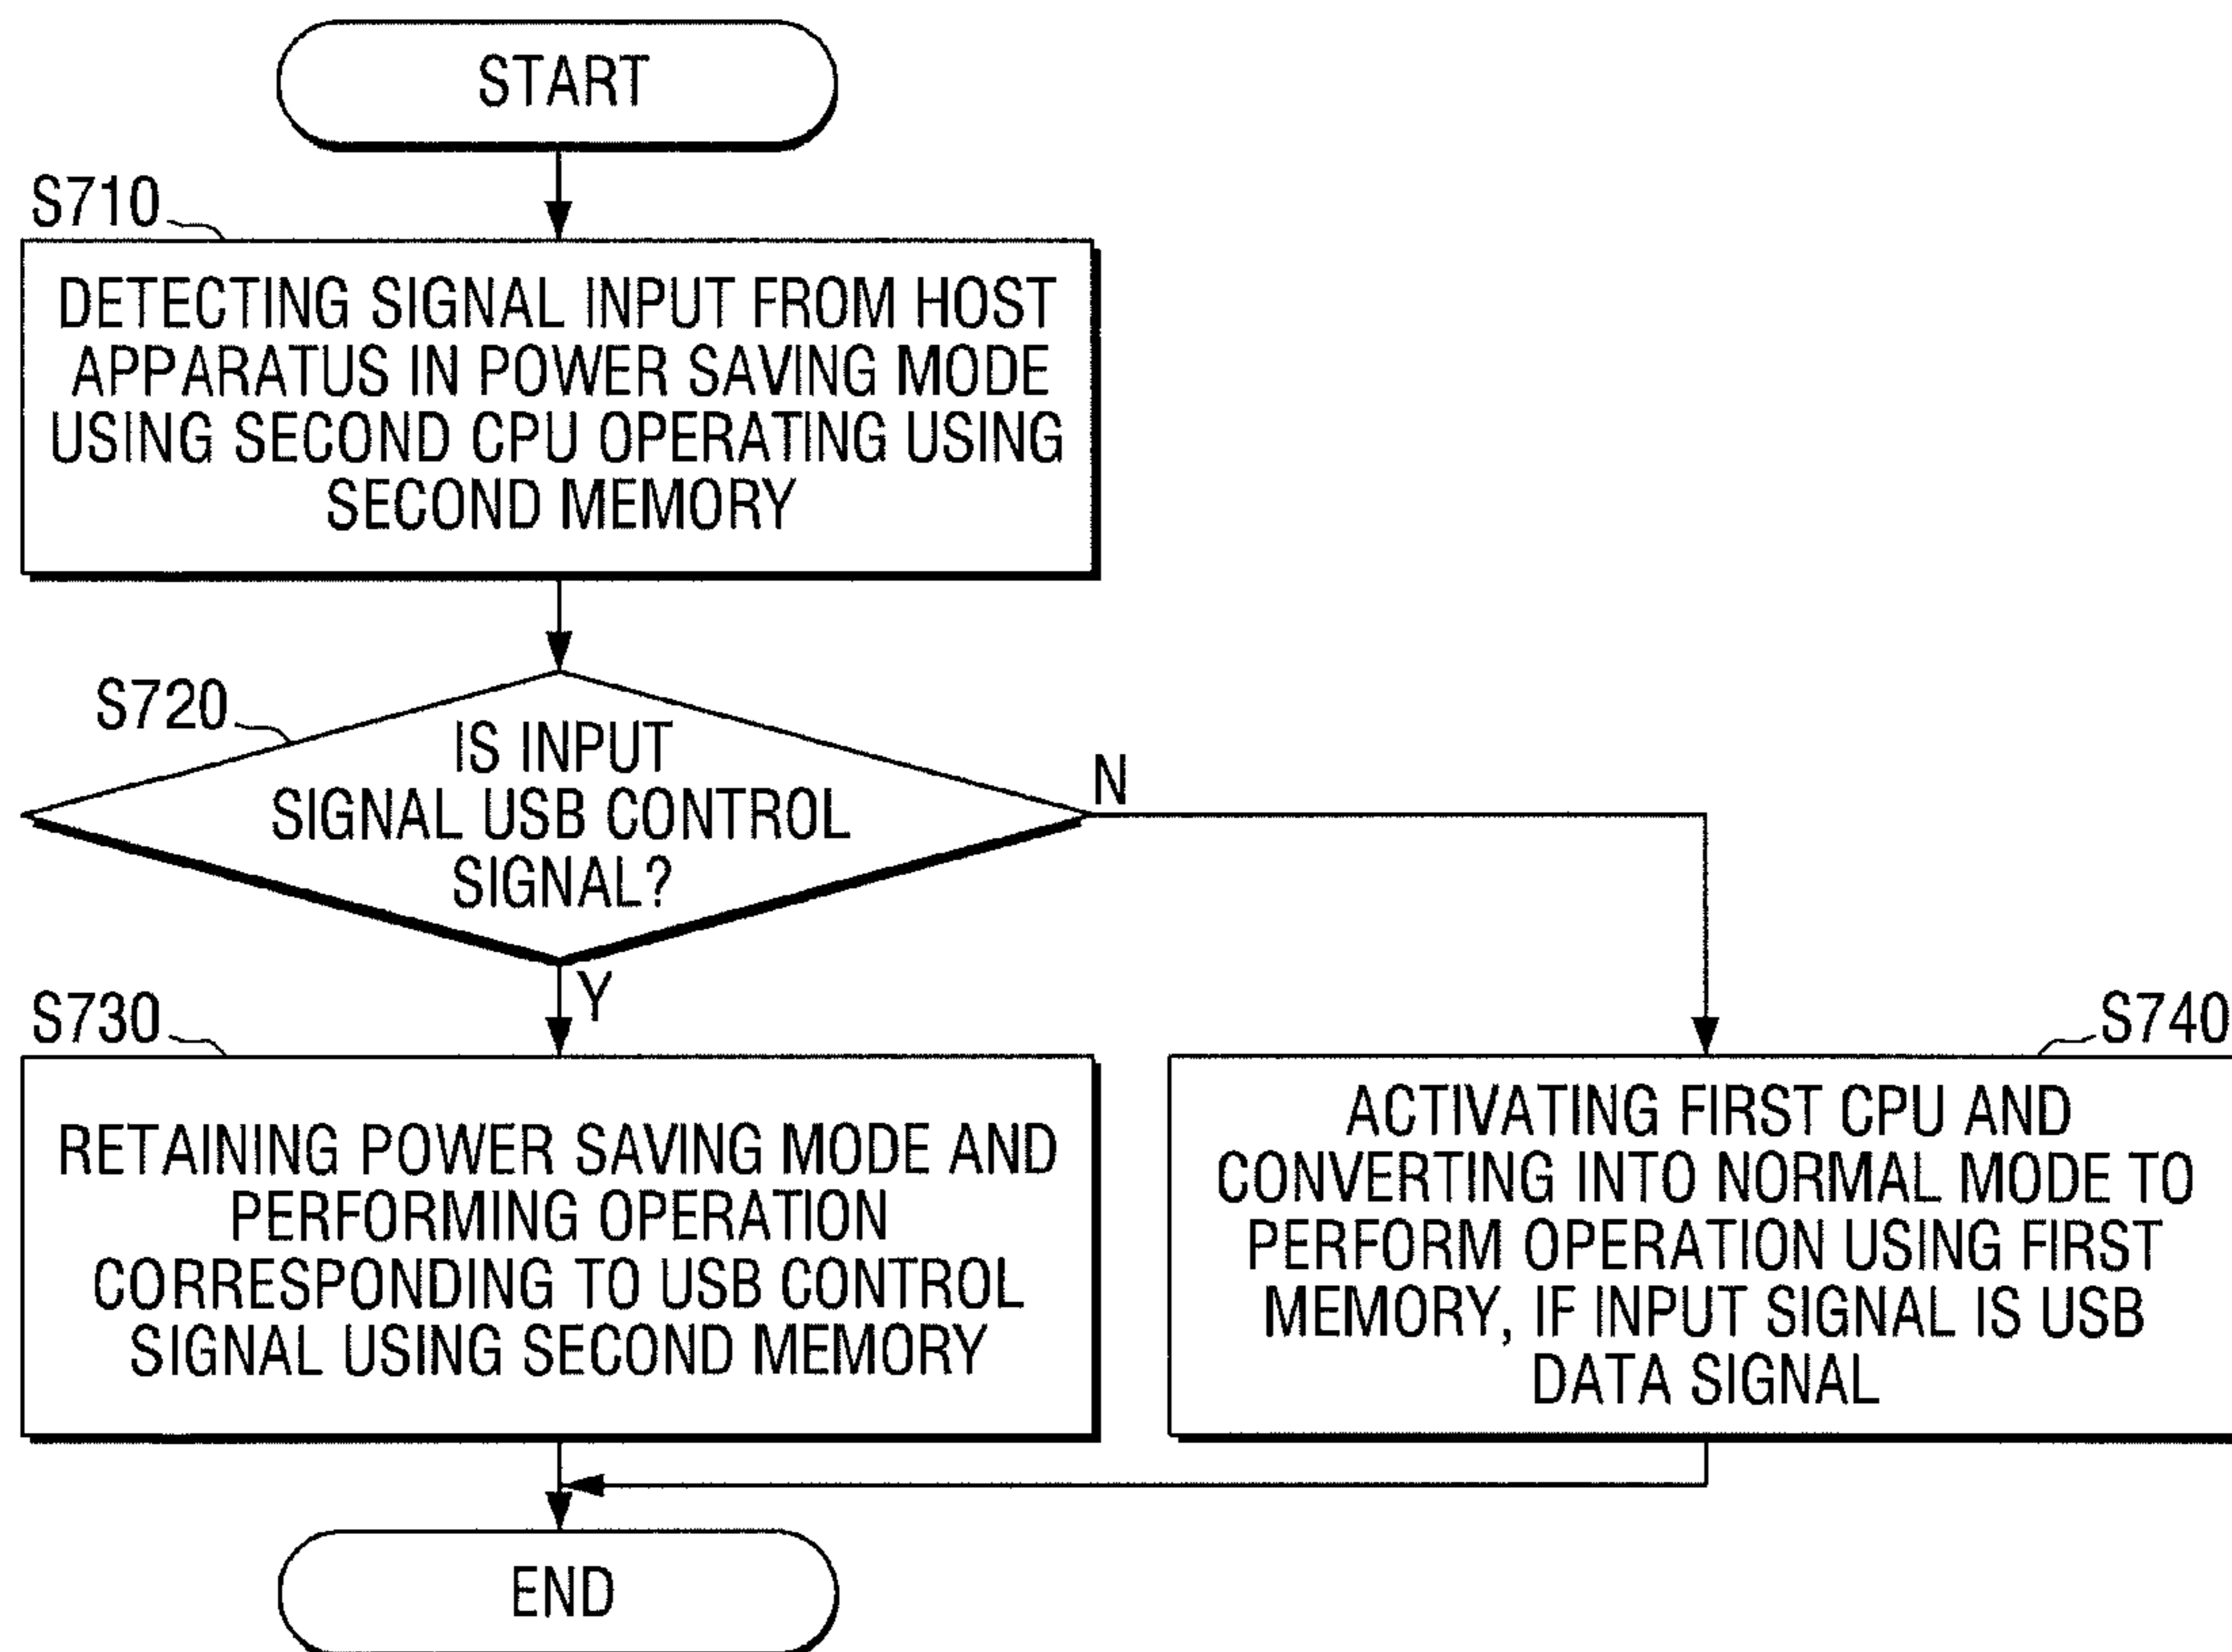 START
S710
DETECTING SIGNAL INPUT FROM HOST
APPARATUS IN POWER SAVING MODE
USING SECOND CPU OPERATING USING
SECOND MEMORY
S720
IS INPUT
SIGNAL USB CONTROL
SIGNAL?
N
Y
S730
RETAINING POWER SAVING MODE AND
PERFORMING OPERATION
CORRESPONDING TO USB CONTROL
SIGNAL USING SECOND MEMORY
S740
ACTIVATING FIRST CPU AND
CONVERTING INTO NORMAL MODE TO
PERFORM OPERATION USING FIRST
MEMORY, IF INPUT SIGNAL IS USB
DATA SIGNAL
END